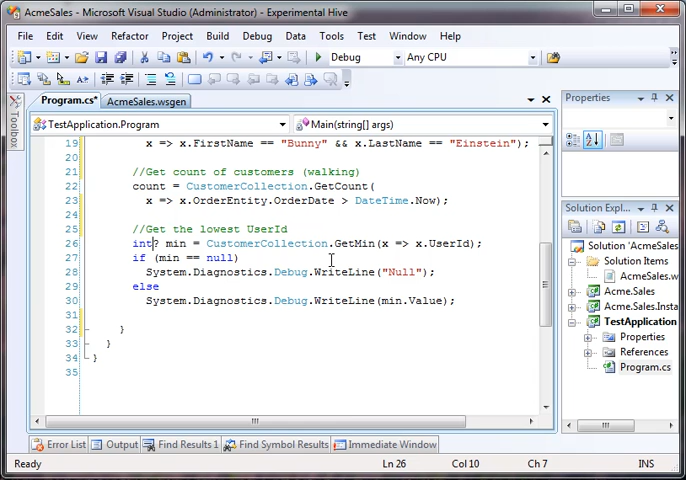 AcmeSales - Microsoft Visual Studio (Administrator) - Experimental Hive
File Edit View Refactor Project Build Debug Data Tools Test Window Help
Debug Any CPU
Toolbox
Program.cs* AcmeSales.wsgen
TestApplication.Program Main(string[] args)
19 x => x.FirstName == "Bunny" && x.LastName == "Einstein");
20
21 //Get count of customers (walking)
22 count = CustomerCollection.GetCount(
23 x => x.OrderEntity.OrderDate > DateTime.Now);
24
25 //Get the lowest UserId
26 int? min = CustomerCollection.GetMin(x => x.UserId);
27 if (min == null)
28 System.Diagnostics.Debug.WriteLine("Null");
29 else
30 System.Diagnostics.Debug.WriteLine(min.Value);
31
32 }
33 }
34 }
35
Properties
Solution Expl...
Solution 'AcmeSales
Solution Items
AcmeSales.w
Acme.Sales
Acme.Sales.Inter
TestApplication
Properties
References
Program.cs
Error List Output Find Results 1 Find Symbol Results Immediate Window
Ready Ln 26 Col 10 Ch 7 INS